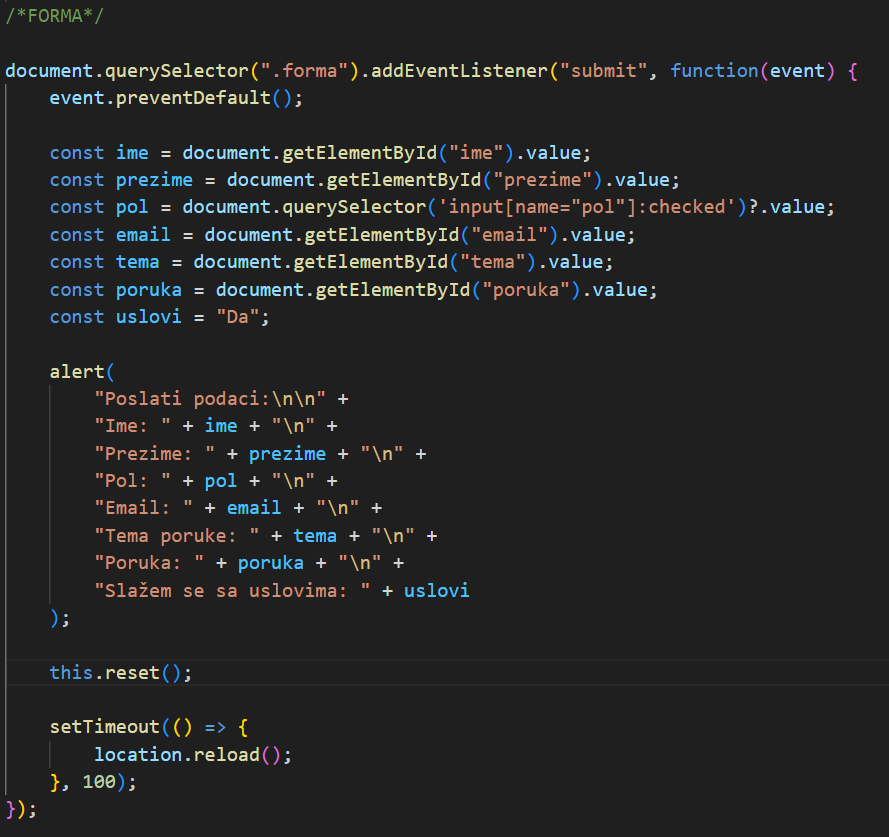 /*FORMA*/
document.querySelector(".forma").addEventListener("submit", function(event) {
    event.preventDefault();
    const ime = document.getElementById("ime").value;
    const prezime = document.getElementById("prezime").value;
    const pol = document.querySelector('input[name="pol"]:checked')?.value;
    const email = document.getElementById("email").value;
    const tema = document.getElementById("tema").value;
    const poruka = document.getElementById("poruka").value;
    const uslovi = "Da";
    alert(
        "Poslati podaci:\n\n" +
        "Ime: " + ime + "\n" +
        "Prezime: " + prezime + "\n" +
        "Pol: " + pol + "\n" +
        "Email: " + email + "\n" +
        "Tema poruke: " + tema + "\n" +
        "Poruka: " + poruka + "\n" +
        "Slažem se sa uslovima: " + uslovi
    );
    this.reset();
    setTimeout(() => {
        location.reload();
    }, 100);
});